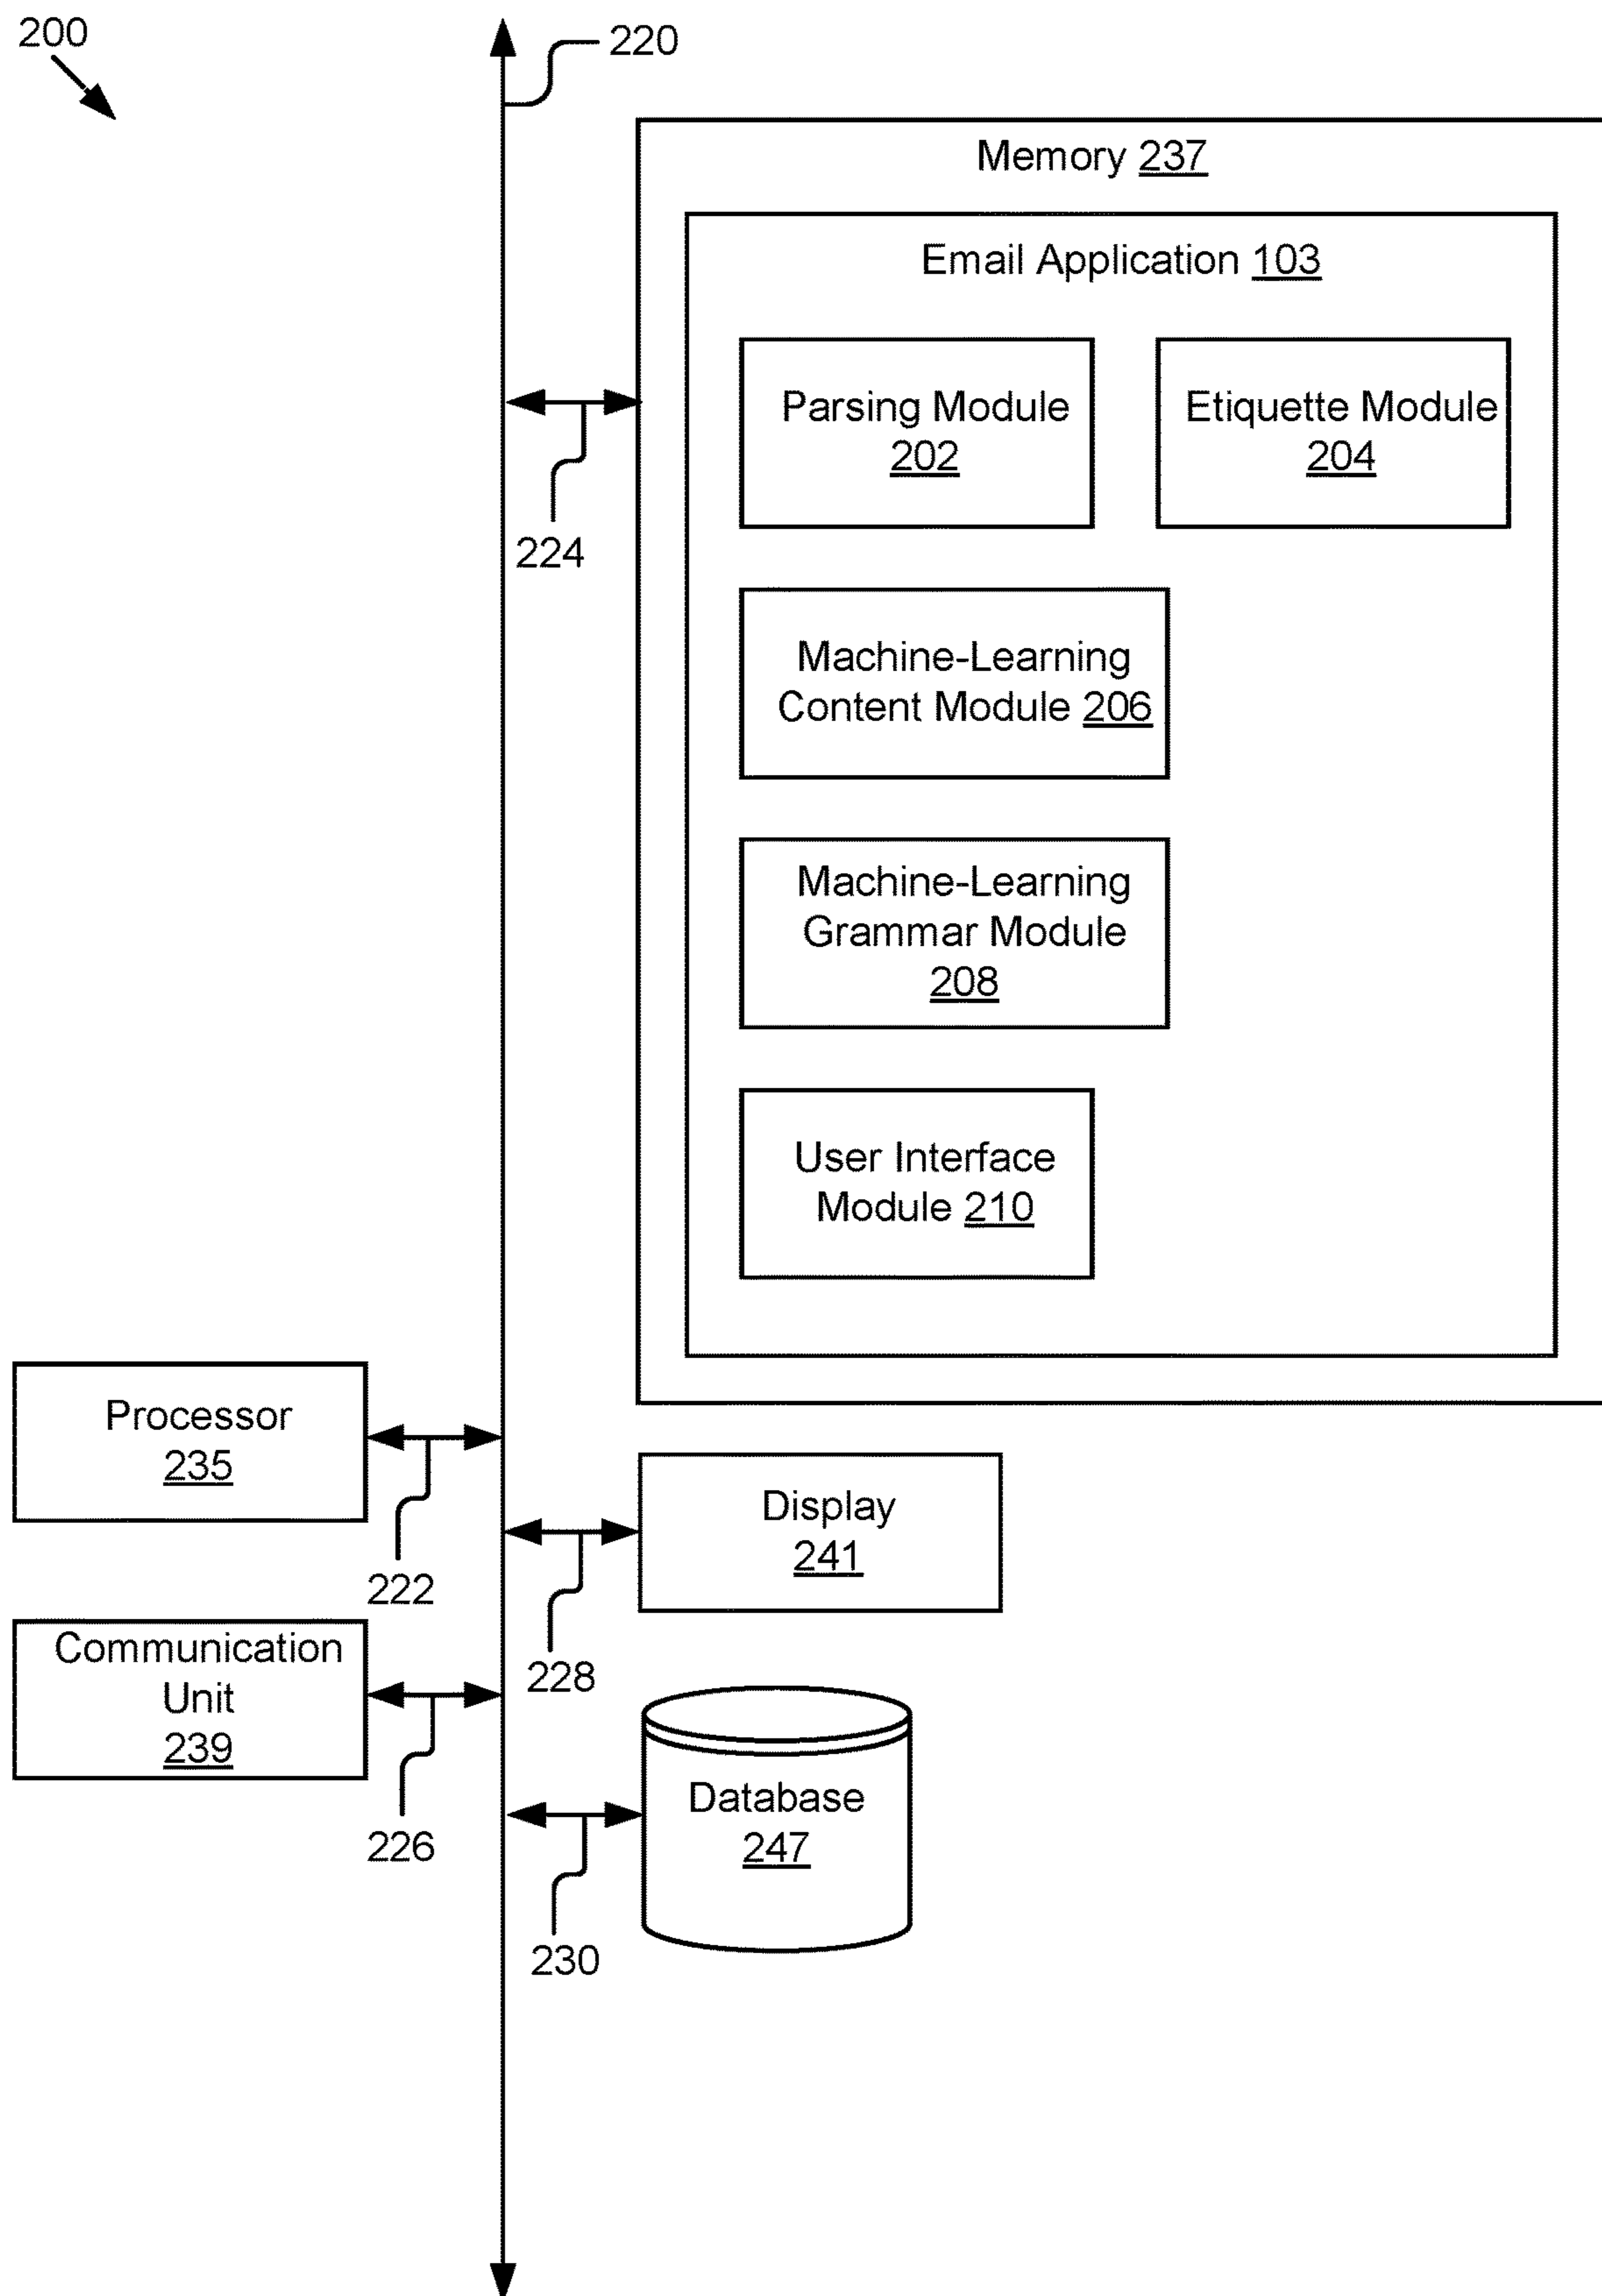 200
220
Memory 237
Email Application 103
Parsing Module
202
Etiquette Module
204
224
Machine-Learning
Content Module 206
Machine-Learning
Grammar Module
208
User Interface
Module 210
Processor
235
222
Display
241
228
Communication
Unit
239
226
Database
247
230